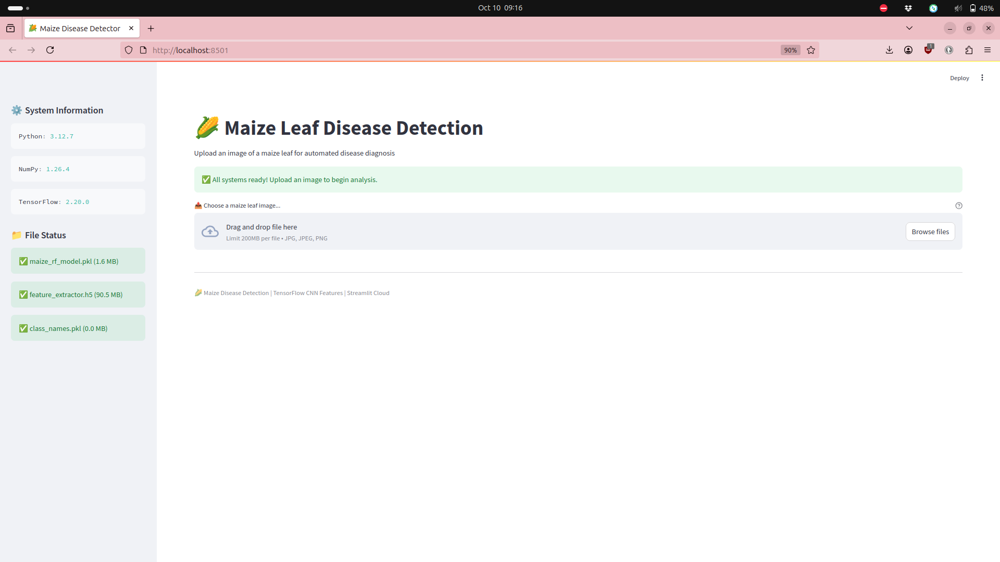 Oct 10 09:16
48%
Maize Disease Detector
http://localhost:8501
90%
1
Deploy
System Information
Python: 3.12.7
NumPy: 1.26.4
TensorFlow: 2.20.0
File Status
maize_rf_model.pkl (1.6 MB)
feature_extractor.h5 (90.5 MB)
class_names.pkl (0.0 MB)
Maize Leaf Disease Detection
Upload an image of a maize leaf for automated disease diagnosis
All systems ready! Upload an image to begin analysis.
Choose a maize leaf image...
Drag and drop file here
Limit 200MB per file • JPG, JPEG, PNG
Browse files
Maize Disease Detection | TensorFlow CNN Features | Streamlit Cloud